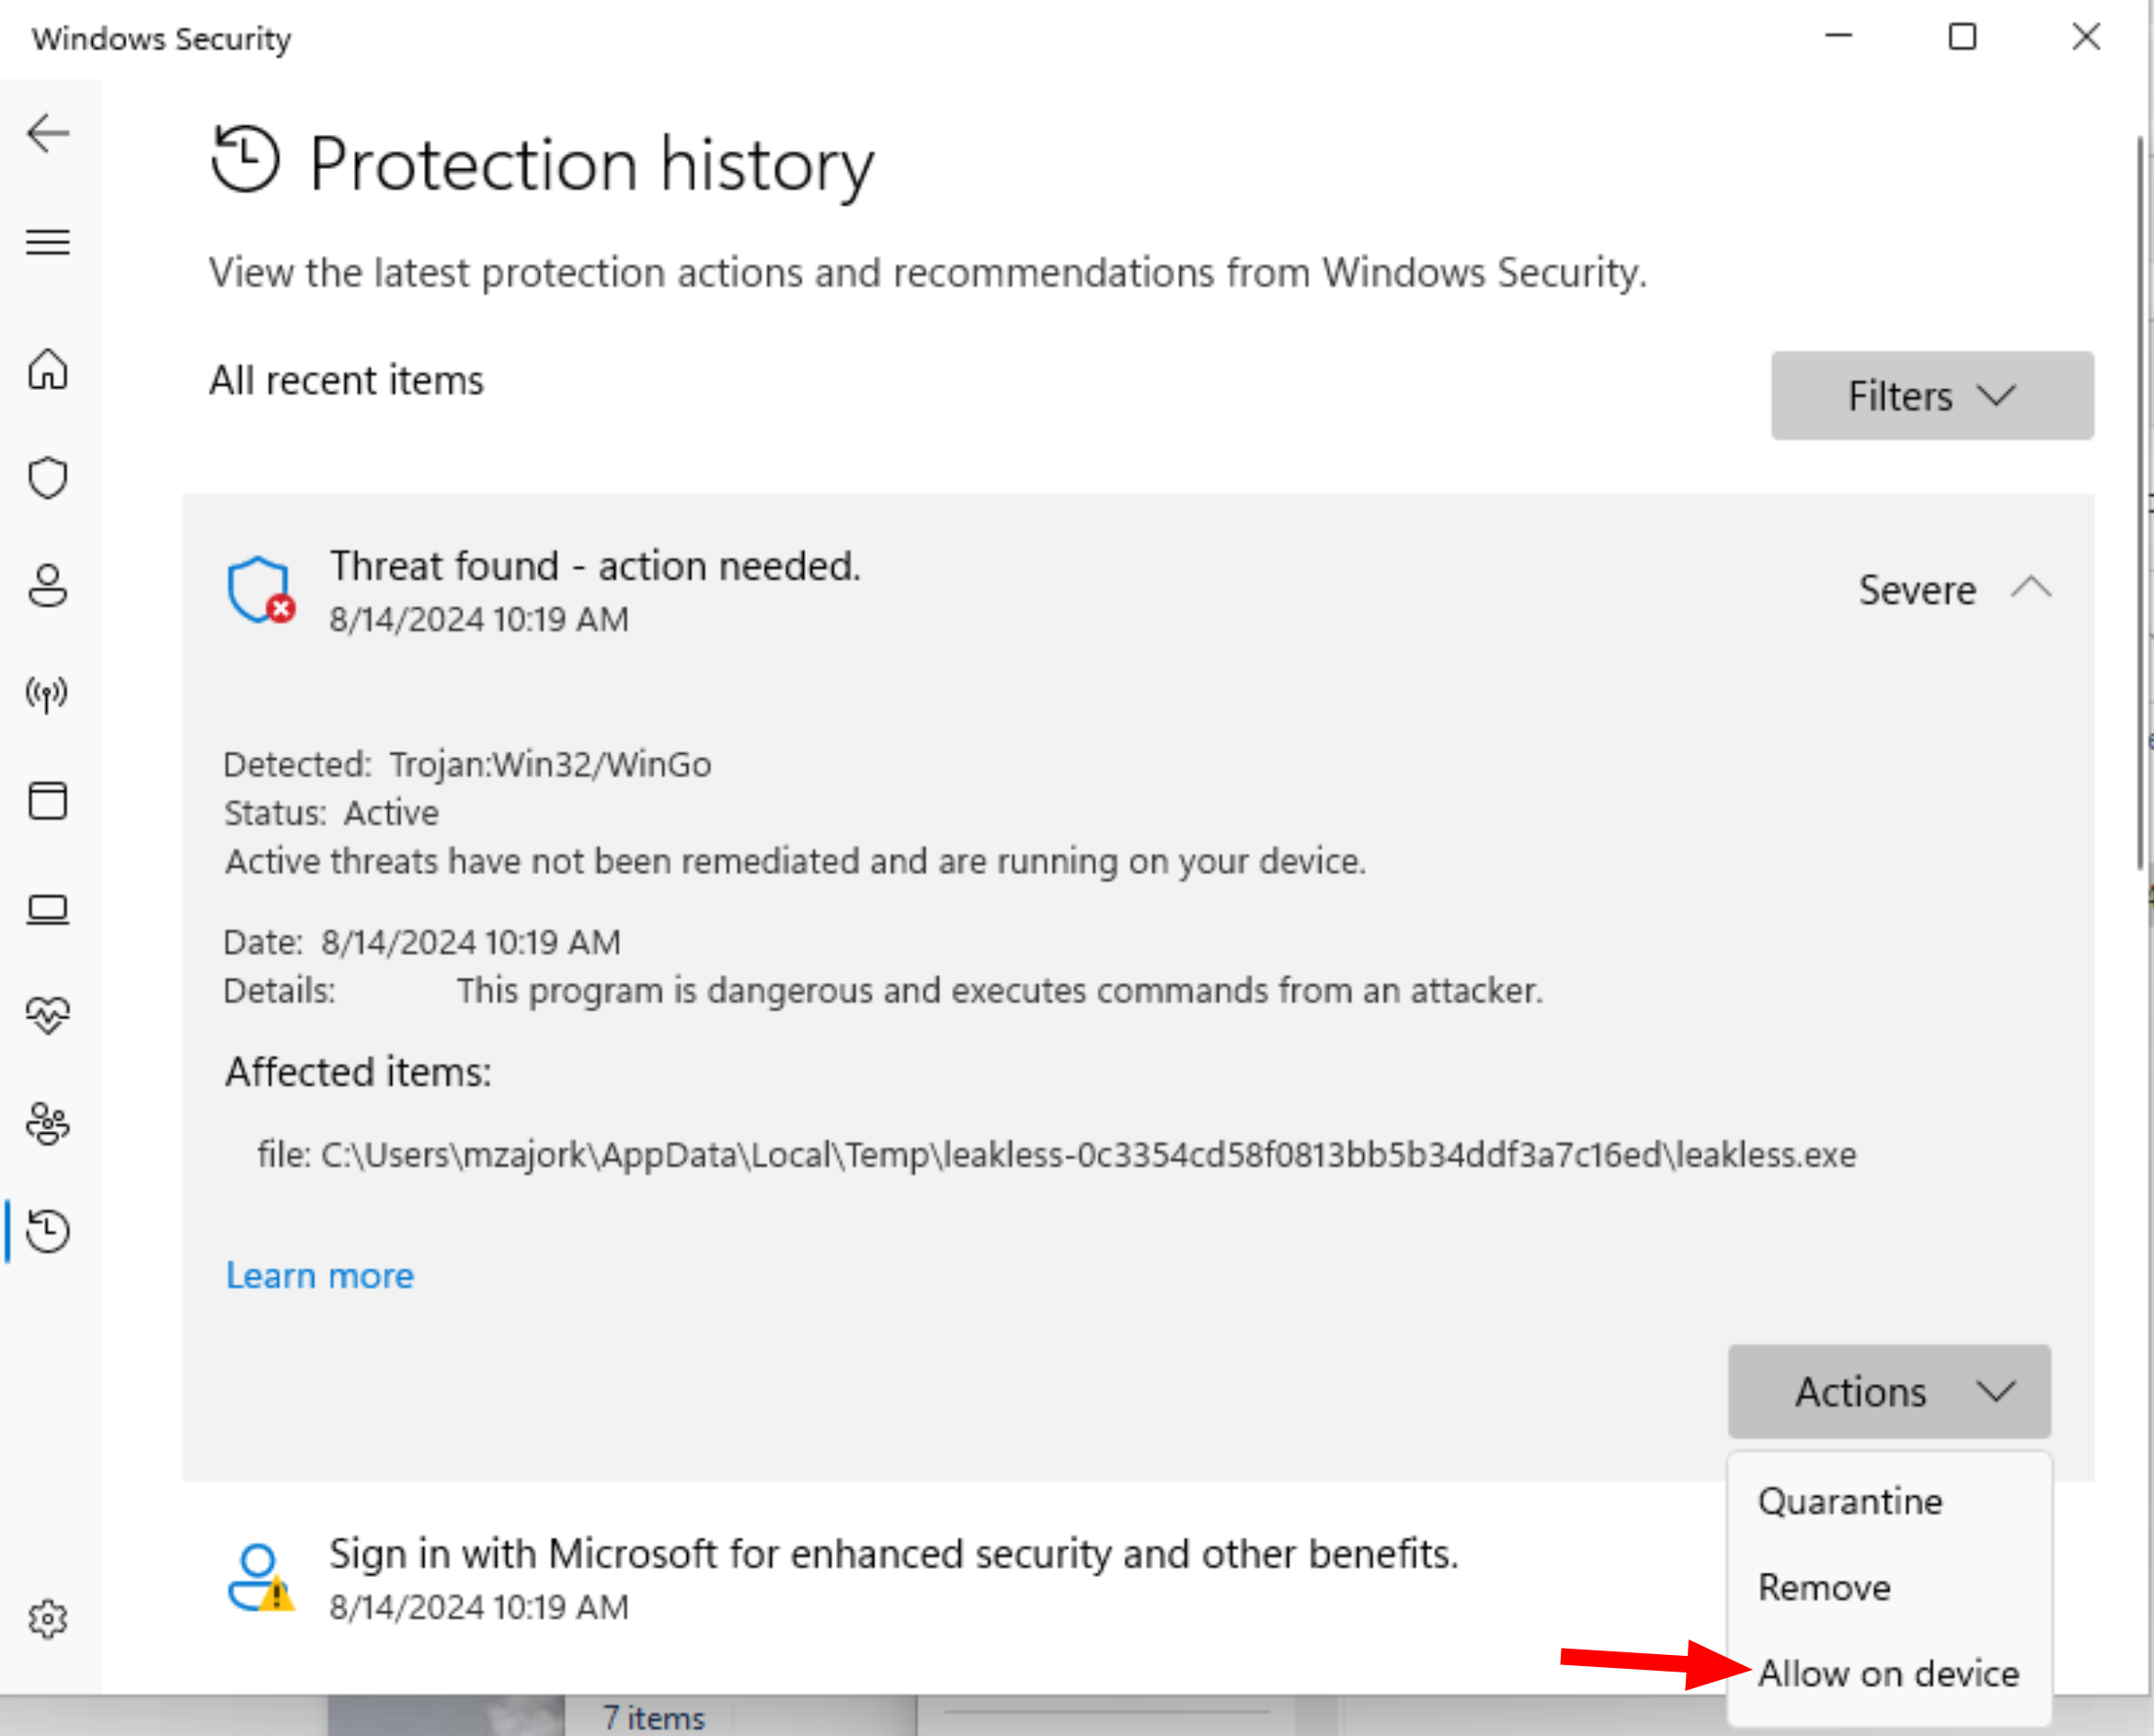 Windows Security
Protection history
View the latest protection actions and recommendations from Windows Security.
All recent items
Filters
Threat found - action needed.
8/14/2024 10:19 AM
Severe
Detected: Trojan:Win32/WinGo
Status: Active
Active threats have not been remediated and are running on your device.
Date: 8/14/2024 10:19 AM
Details: This program is dangerous and executes commands from an attacker.
Affected items:
file: C:\Users\mzajork\AppData\Local\Temp\leakless-0c3354cd58f0813bb5b34ddf3a7c16ed\leakless.exe
Learn more
Actions
Quarantine
Remove
Allow on device
Sign in with Microsoft for enhanced security and other benefits.
8/14/2024 10:19 AM
7 items